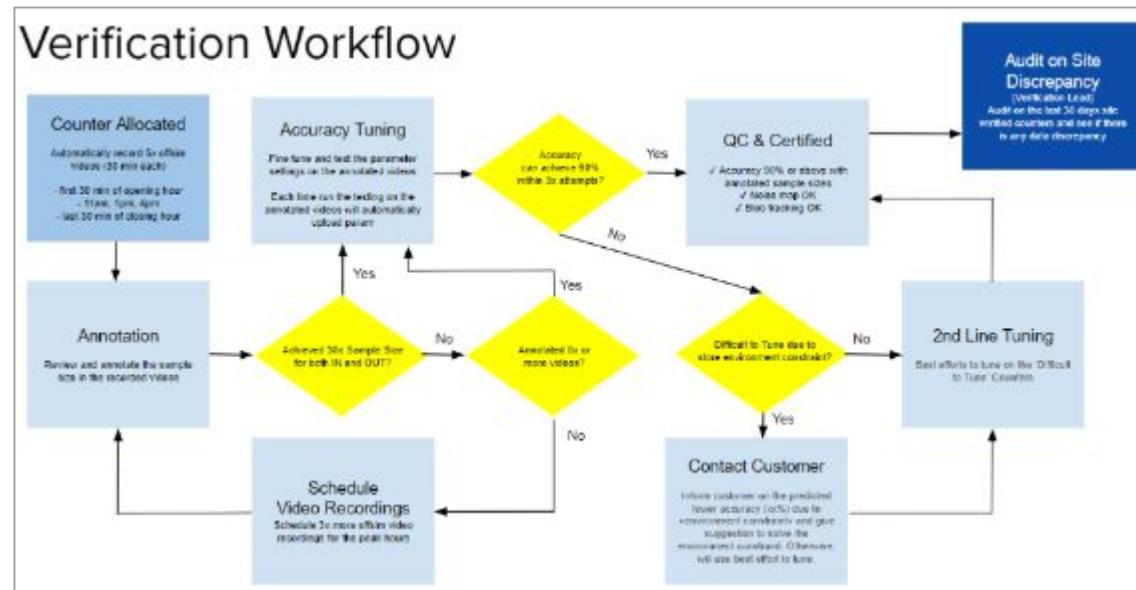 Verification Workflow
Counter Allocated
Automatically record 5x offsim
videos (30 min each)
- first 30 min of opening hour
- 11am, 1pm, 4pm
- last 30 min of closing hour
Accuracy Tuning
Fine tune and test the parameter
settings on the annotated videos
Each time run the testing on the
annotated videos will automatically
upload param
Accuracy
can achieve 90%
within 3x attempts?
Yes
QC & Certified
✓ Accuracy 90% or above with
annotated sample sizes
✓ Noise map OK
✓ Blob tracking OK
Audit on Site
Discrepancy
[Verification Lead]
Audit on the last 30 days site
verified counters and see if there
is any data discrepancy
No
Yes
Yes
Annotation
Review and annotate the sample
size in the recorded videos
Achieved 30x Sample Size
for both IN and OUT?
No
Annotated 8x or
more videos?
Difficult to Tune due to
store environment constraint?
No
2nd Line Tuning
Best efforts to tune on the 'Difficult
to Tune' Counters
No
Yes
Schedule
Video Recordings
Schedule 3x more offsim video
recordings for the peak hours
Contact Customer
Inform customer on the predicted
lower accuracy (xx%) due to
<environment constraint> and give
suggestion to solve the
environment constraint. Otherwise,
will use best effort to tune.